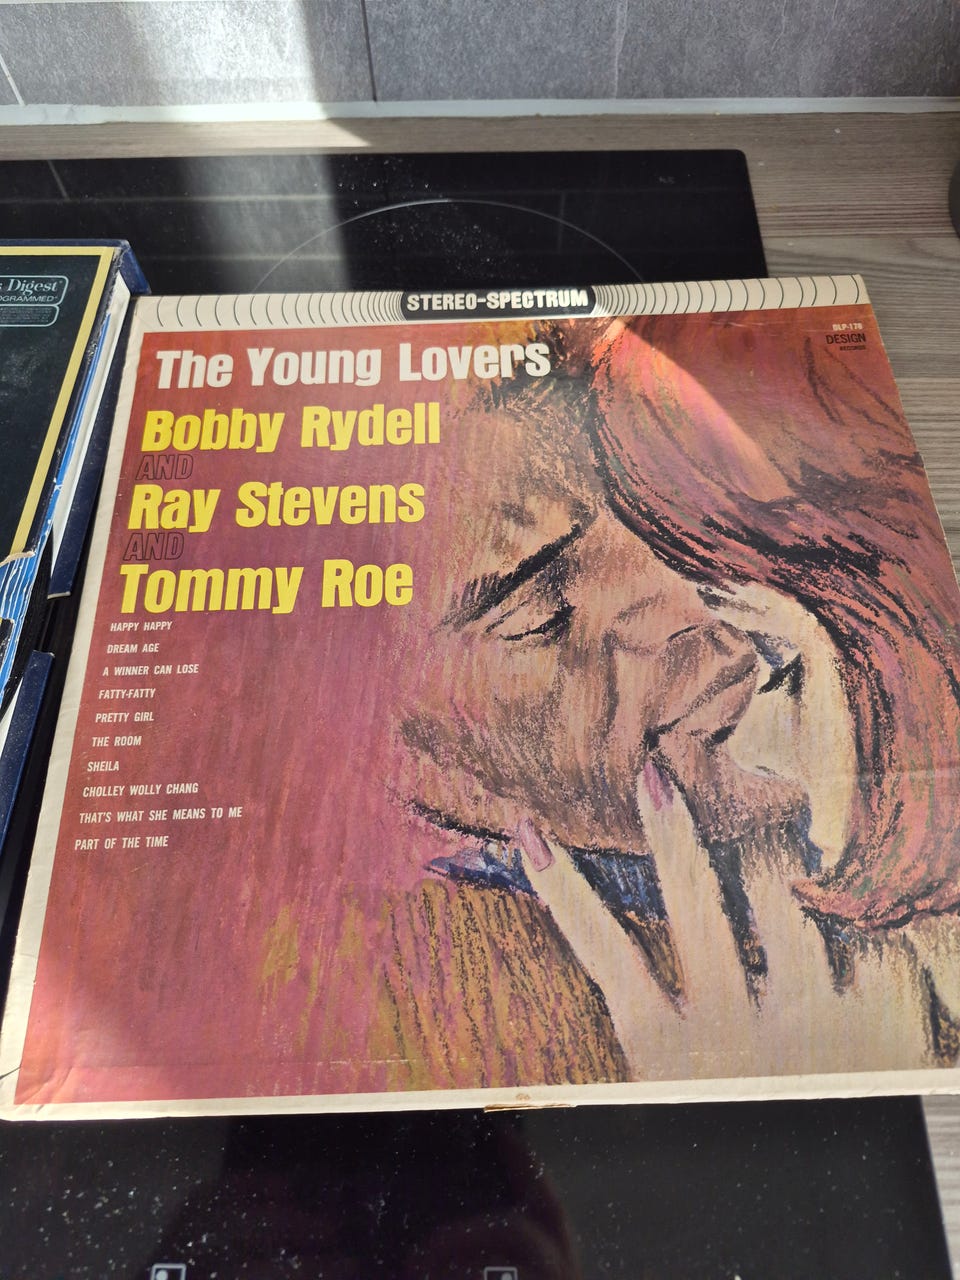 s Digest
OGRAMMED
STEREO-SPECTRUM
DLP-178
DESIGN
RECORDS
The Young Lovers
Bobby Rydell
AND
Ray Stevens
AND
Tommy Roe
HAPPY HAPPY
DREAM AGE
A WINNER CAN LOSE
FATTY-FATTY
PRETTY GIRL
THE ROOM
SHEILA
CHOLLEY WOLLY CHANG
THAT'S WHAT SHE MEANS TO ME
PART OF THE TIME